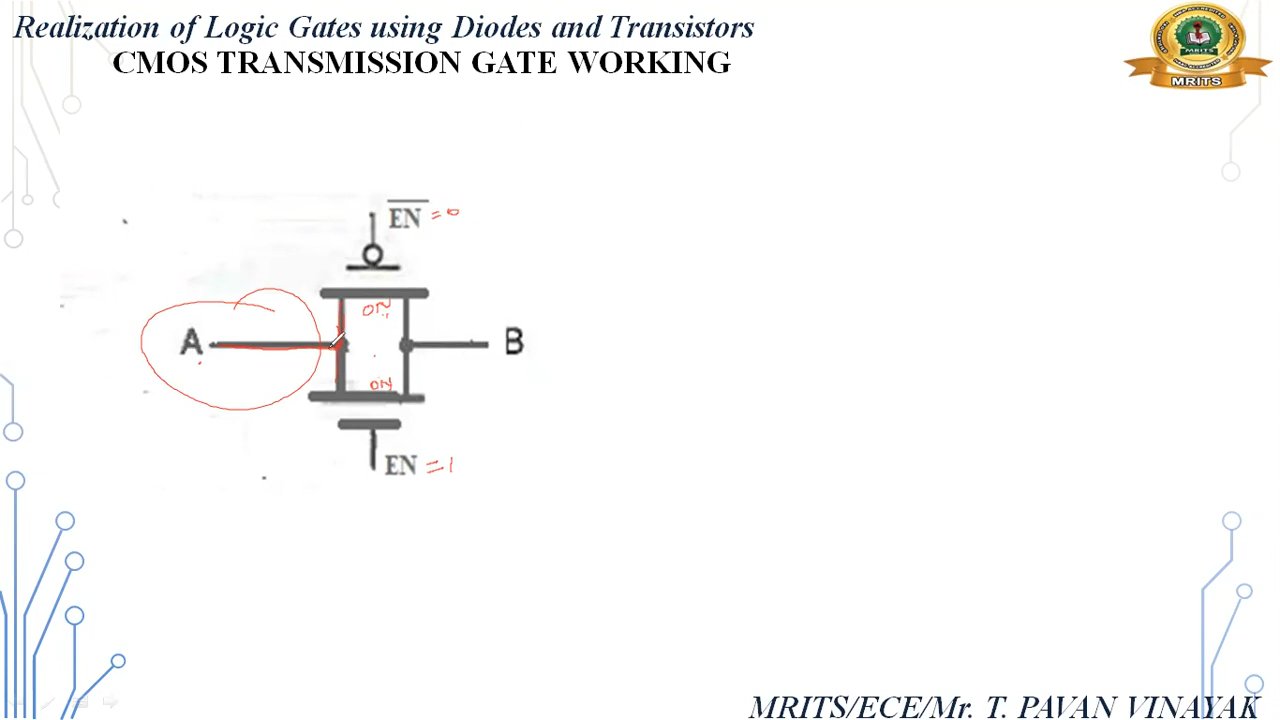 Realization of Logic Gates using Diodes and Transistors
CMOS TRANSMISSION GATE WORKING
MRITS
EN = 0
ON
A
B
ON
EN = 1
MRITS/ECE/Mr. T. PAVAN VINAYAK